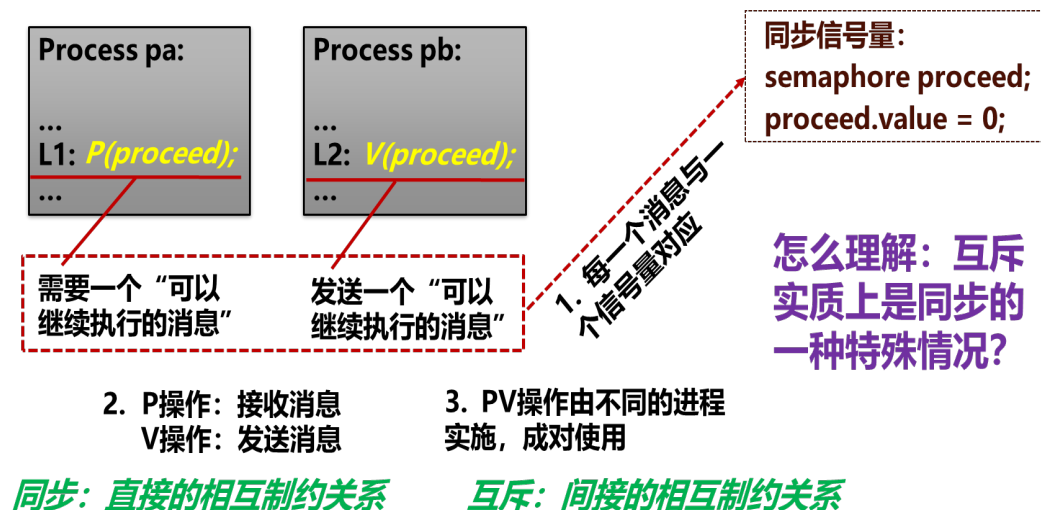 Process pa:
...
L1: P(proceed);
...
Process pb:
...
L2: V(proceed);
...
同步信号量：
semaphore proceed;
proceed.value = 0;
需要一个“可以
继续执行的消息”
发送一个“可以
继续执行的消息”
1. 每一个消息与一
个信号量对应
怎么理解：互斥
实质上是同步的
一种特殊情况?
2. P操作：接收消息
V操作：发送消息
3. PV操作由不同的进程
实施，成对使用
同步：直接的相互制约关系
互斥：间接的相互制约关系